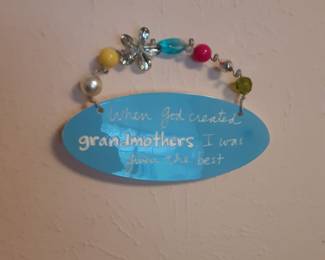 When God created
grandmothers I was
given the best